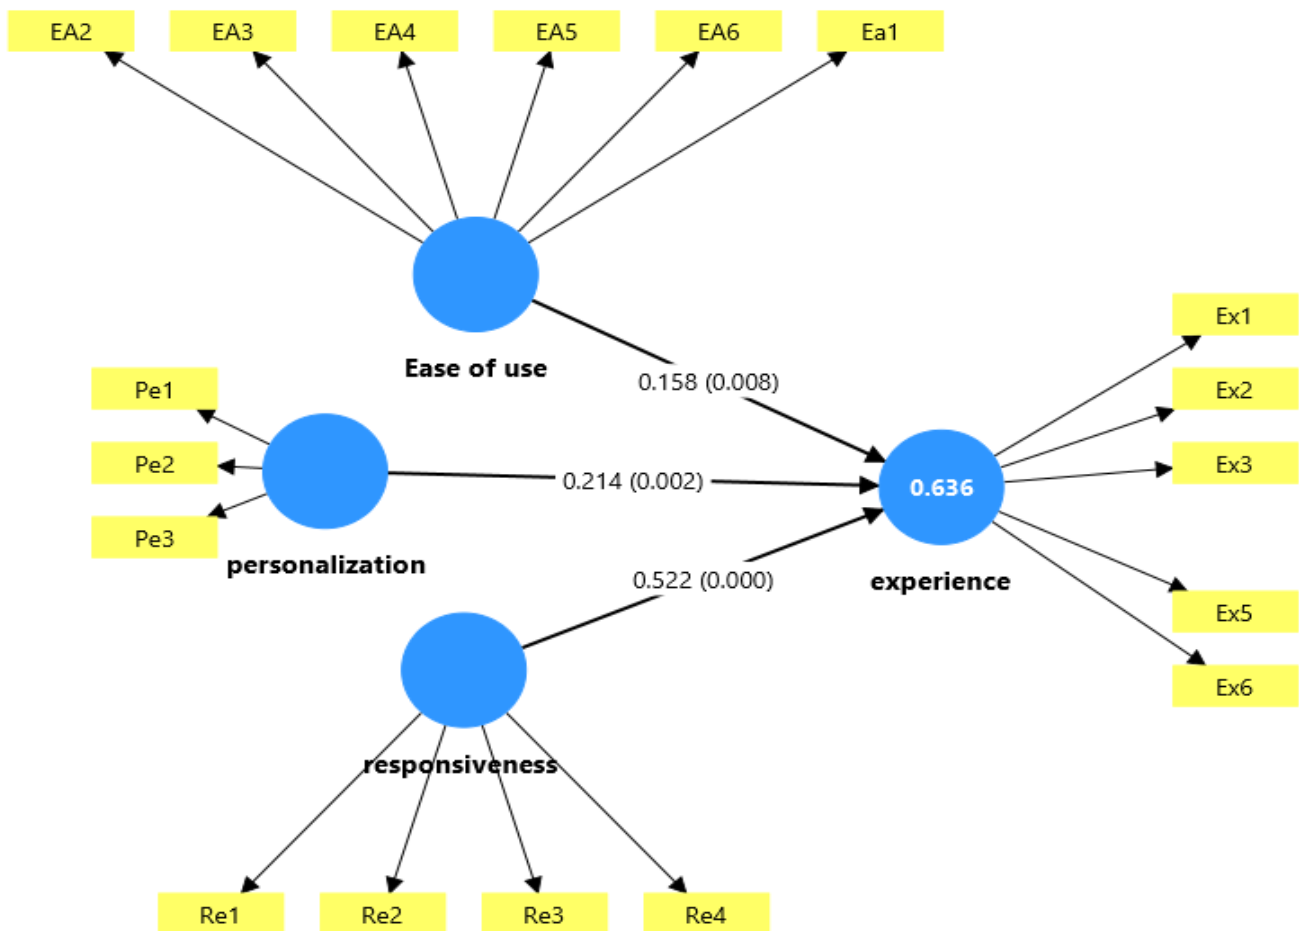 EA2 EA3 EA4 EA5 EA6 Ea1
Ex1
Ease of use
0.158 (0.008)
Pe1
Ex2
Pe2
0.214 (0.002)
0.636
Ex3
Pe3
personalization
0.522 (0.000)
experience
Ex5
Ex6
responsiveness
Re1 Re2 Re3 Re4